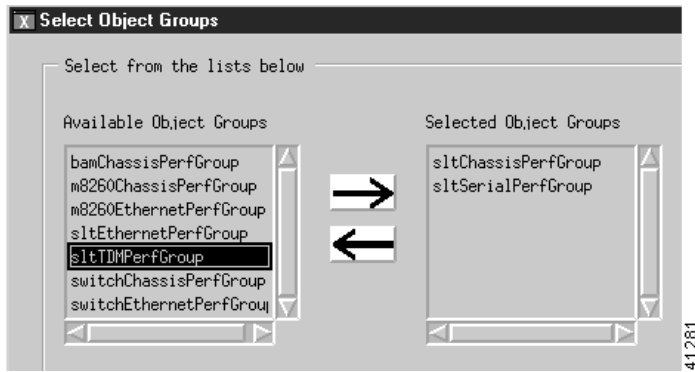 X Select Object Groups
Select from the lists below
Available Object Groups
bamChassisPerfGroup
m8260ChassisPerfGroup
m8260EthernetPerfGroup
sltEthernetPerfGroup
sltTDMPerfGroup
switchChassisPerfGroup
switchEthernetPerfGrou
Selected Object Groups
sltChassisPerfGroup
sltSerialPerfGroup
41281